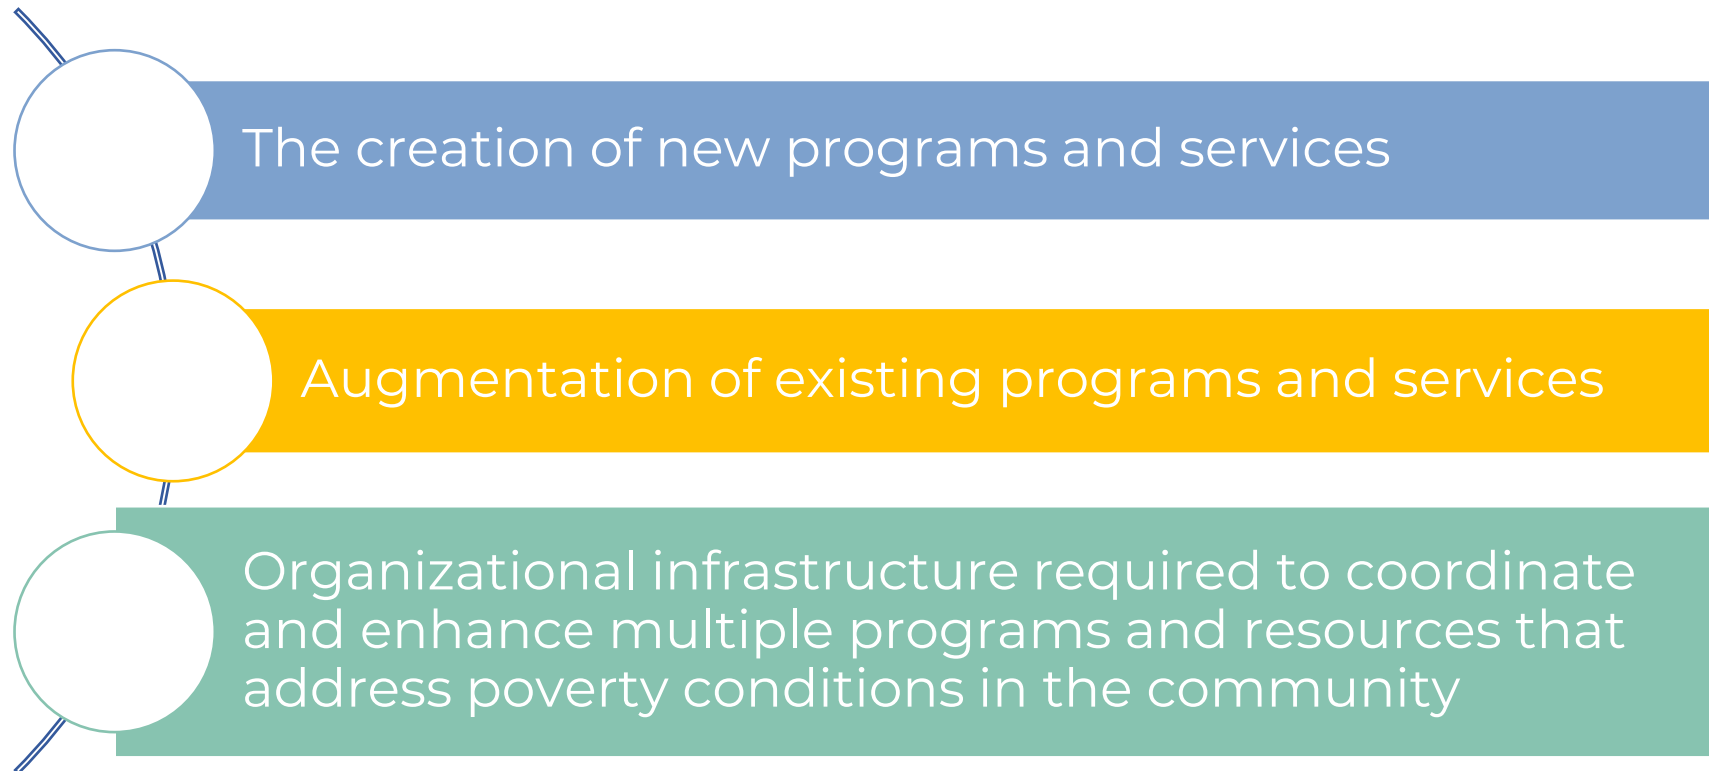 The creation of new programs and services
Augmentation of existing programs and services
Organizational infrastructure required to coordinate
and enhance multiple programs and resources that
address poverty conditions in the community